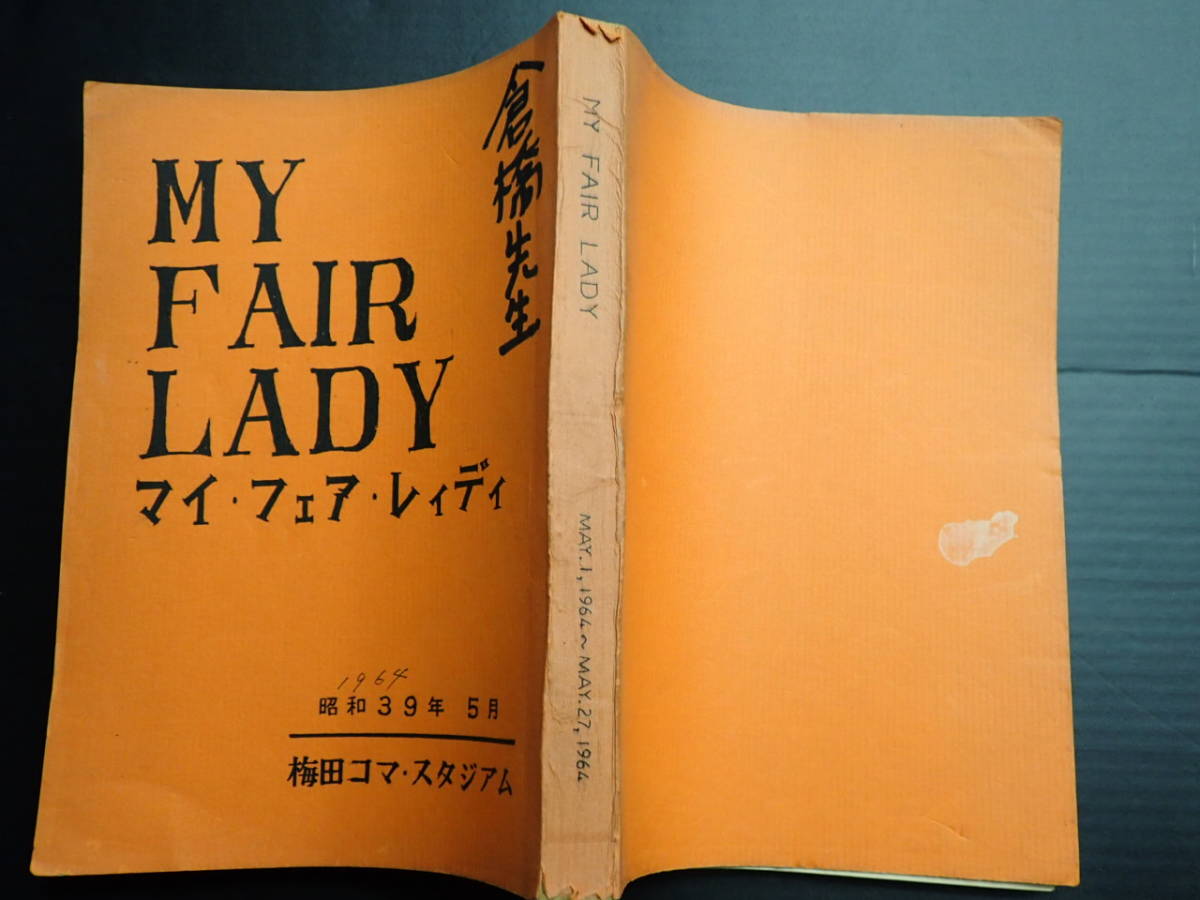 MY
FAIR
LADY
マイ・フェア・レィディ
1964
昭和39年 5月
梅田コマ・スタジアム
倉橋先生
MY FAIR LADY
MAY.1,1964~MAY.27,1964